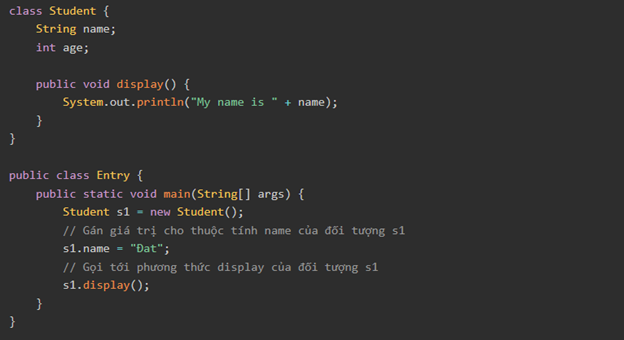 class Student {
    String name;
    int age;

    public void display() {
        System.out.println("My name is " + name);
    }
}

public class Entry {
    public static void main(String[] args) {
        Student s1 = new Student();
        // Gán giá trị cho thuộc tính name của đối tượng s1
        s1.name = "Đat";
        // Gọi tới phương thức display của đối tượng s1
        s1.display();
    }
}